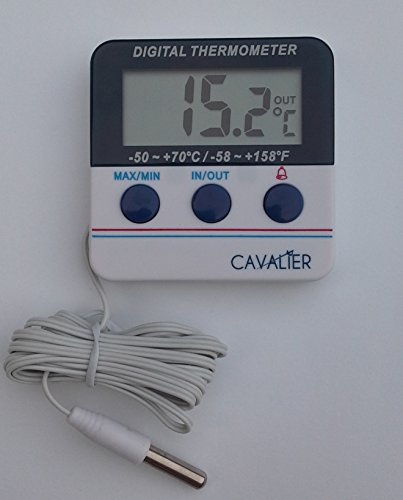 DIGITAL THERMOMETER
15.2 OUT °C
-50 ~ +70°C / -58 ~ +158°F
MAX/MIN IN/OUT
CAVALIER